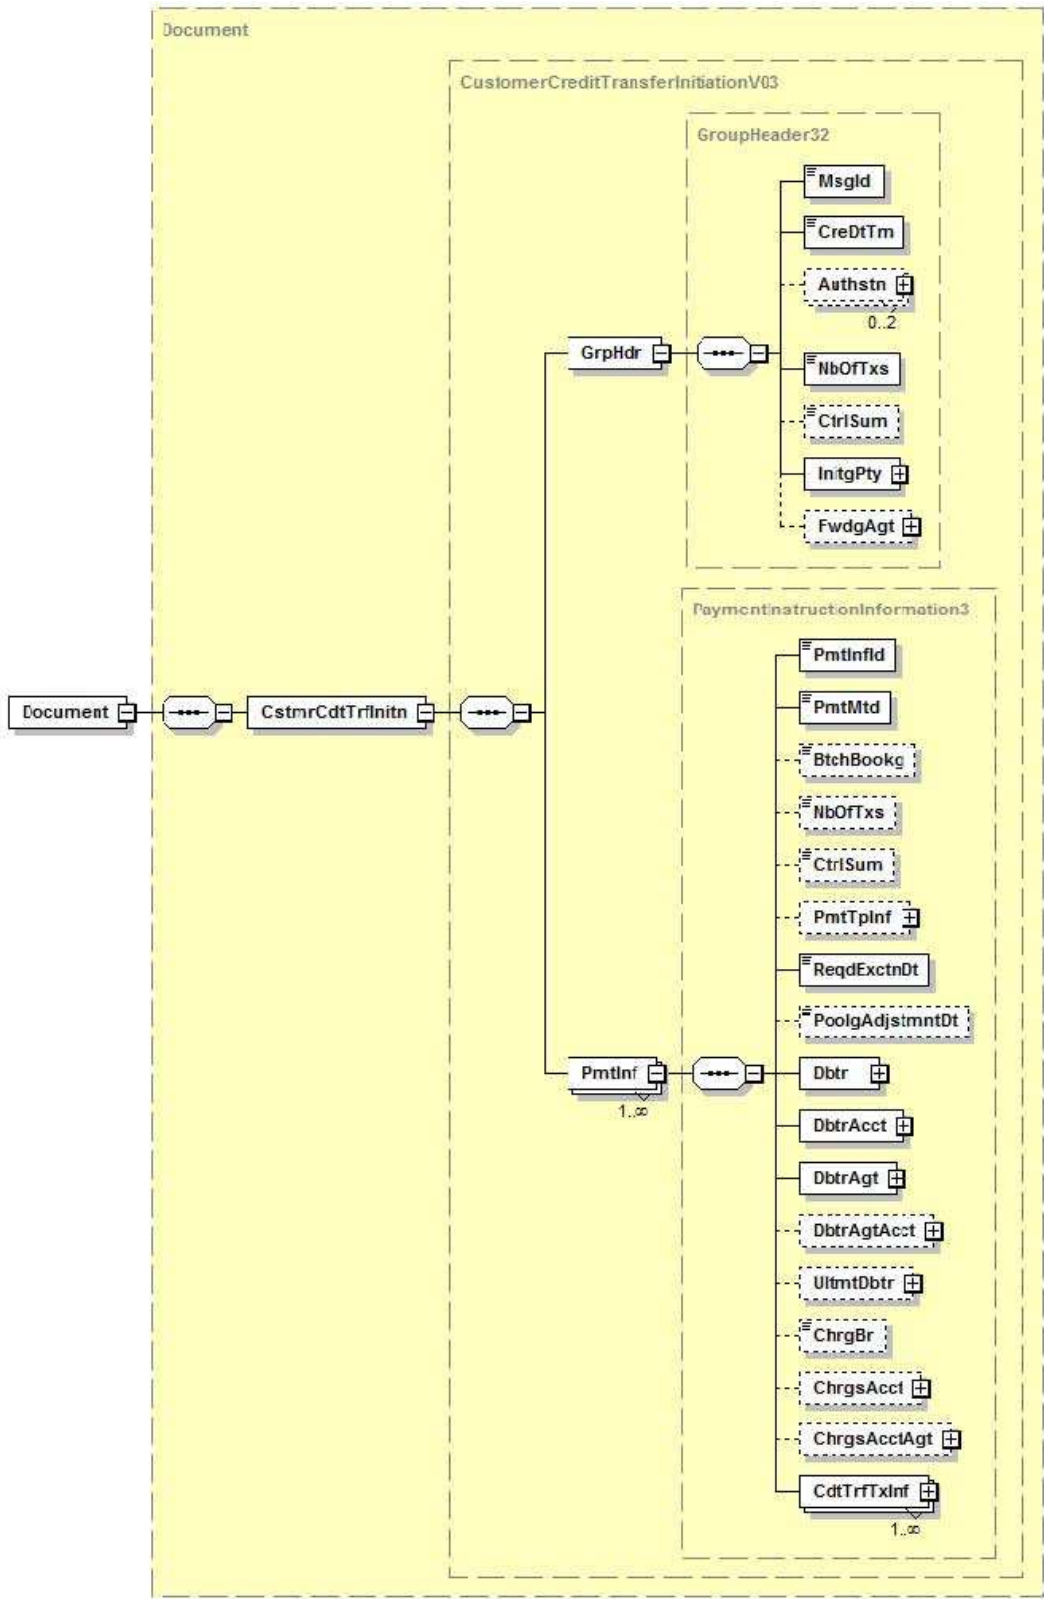 Document
CustomerCreditTransferInitiationV03
GroupHeader32
MsgId
CreDtTm
Authstn
0..2
GrpHdr
NbOfTxs
CtrlSum
InitgPty
FwdgAgt
PaymentInstructionInformation3
PmtInfId
Document
CstmrCdtTrfInitn
PmtMtd
BtchBookg
NbOfTxs
CtrlSum
PmtTpInf
ReqdExctnDt
PoolgAdjstmntDt
PmtInf
1..∞
Dbtr
DbtrAcct
DbtrAgt
DbtrAgtAcct
UltmtDbtr
ChrgBr
ChrgsAcct
ChrgsAcctAgt
CdtTrfTxInf
1..∞